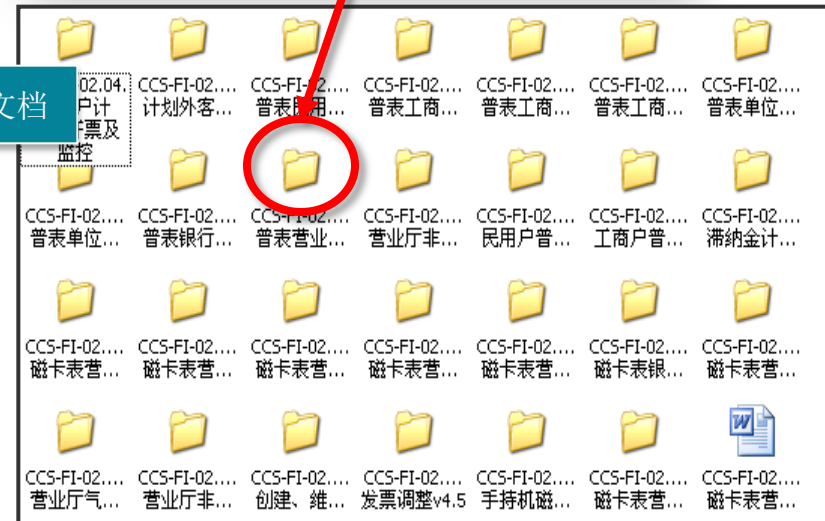 02.04. CCS-FI-02.... CCS-FI-02.... CCS-FI-02.... CCS-FI-02.... CCS-FI-02.... CCS-FI-02....
文档 户计 计划外客... 普表民用... 普表工商... 普表工商... 普表工商... 普表单位...
票及
监控
CCS-FI-02.... CCS-FI-02.... CCS-FI-02.... CCS-FI-02.... CCS-FI-02.... CCS-FI-02.... CCS-FI-02....
普表单位... 普表银行... 普表营业... 营业厅非... 民用户普... 工商户普... 滞纳金计...
CCS-FI-02.... CCS-FI-02.... CCS-FI-02.... CCS-FI-02.... CCS-FI-02.... CCS-FI-02.... CCS-FI-02....
磁卡表营... 磁卡表营... 磁卡表营... 磁卡表营... 磁卡表营... 磁卡表银... 磁卡表营...
CCS-FI-02.... CCS-FI-02.... CCS-FI-02.... CCS-FI-02.... CCS-FI-02.... CCS-FI-02.... CCS-FI-02....
营业厅气... 营业厅非... 创建、维... 发票调整v4.5 手持机磁... 磁卡表营... 磁卡表营...